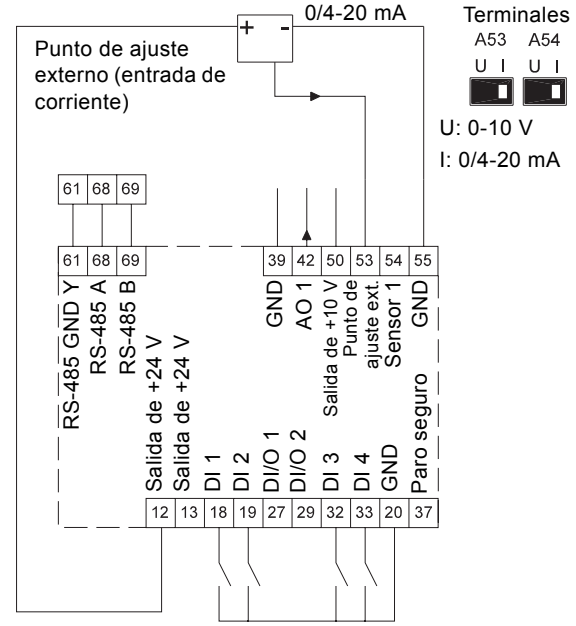 0/4-20 mA
Terminales
A53 A54
U I U I
U: 0-10 V
I: 0/4-20 mA
+ -
Punto de ajuste
externo (entrada de
corriente)
61 68 69
61 68 69
39 42 50 53 54 55
RS-485 GND Y
RS-485 A
RS-485 B
Salida de +24 V
Salida de +24 V
GND
AO 1
Salida de +10 V
Punto de
ajuste ext.
Sensor 1
GND
DI 1
DI 2
DI/O 1
DI/O 2
DI 3
DI 4
GND
Paro seguro
12 13 18 19 27 29 32 33 20 37